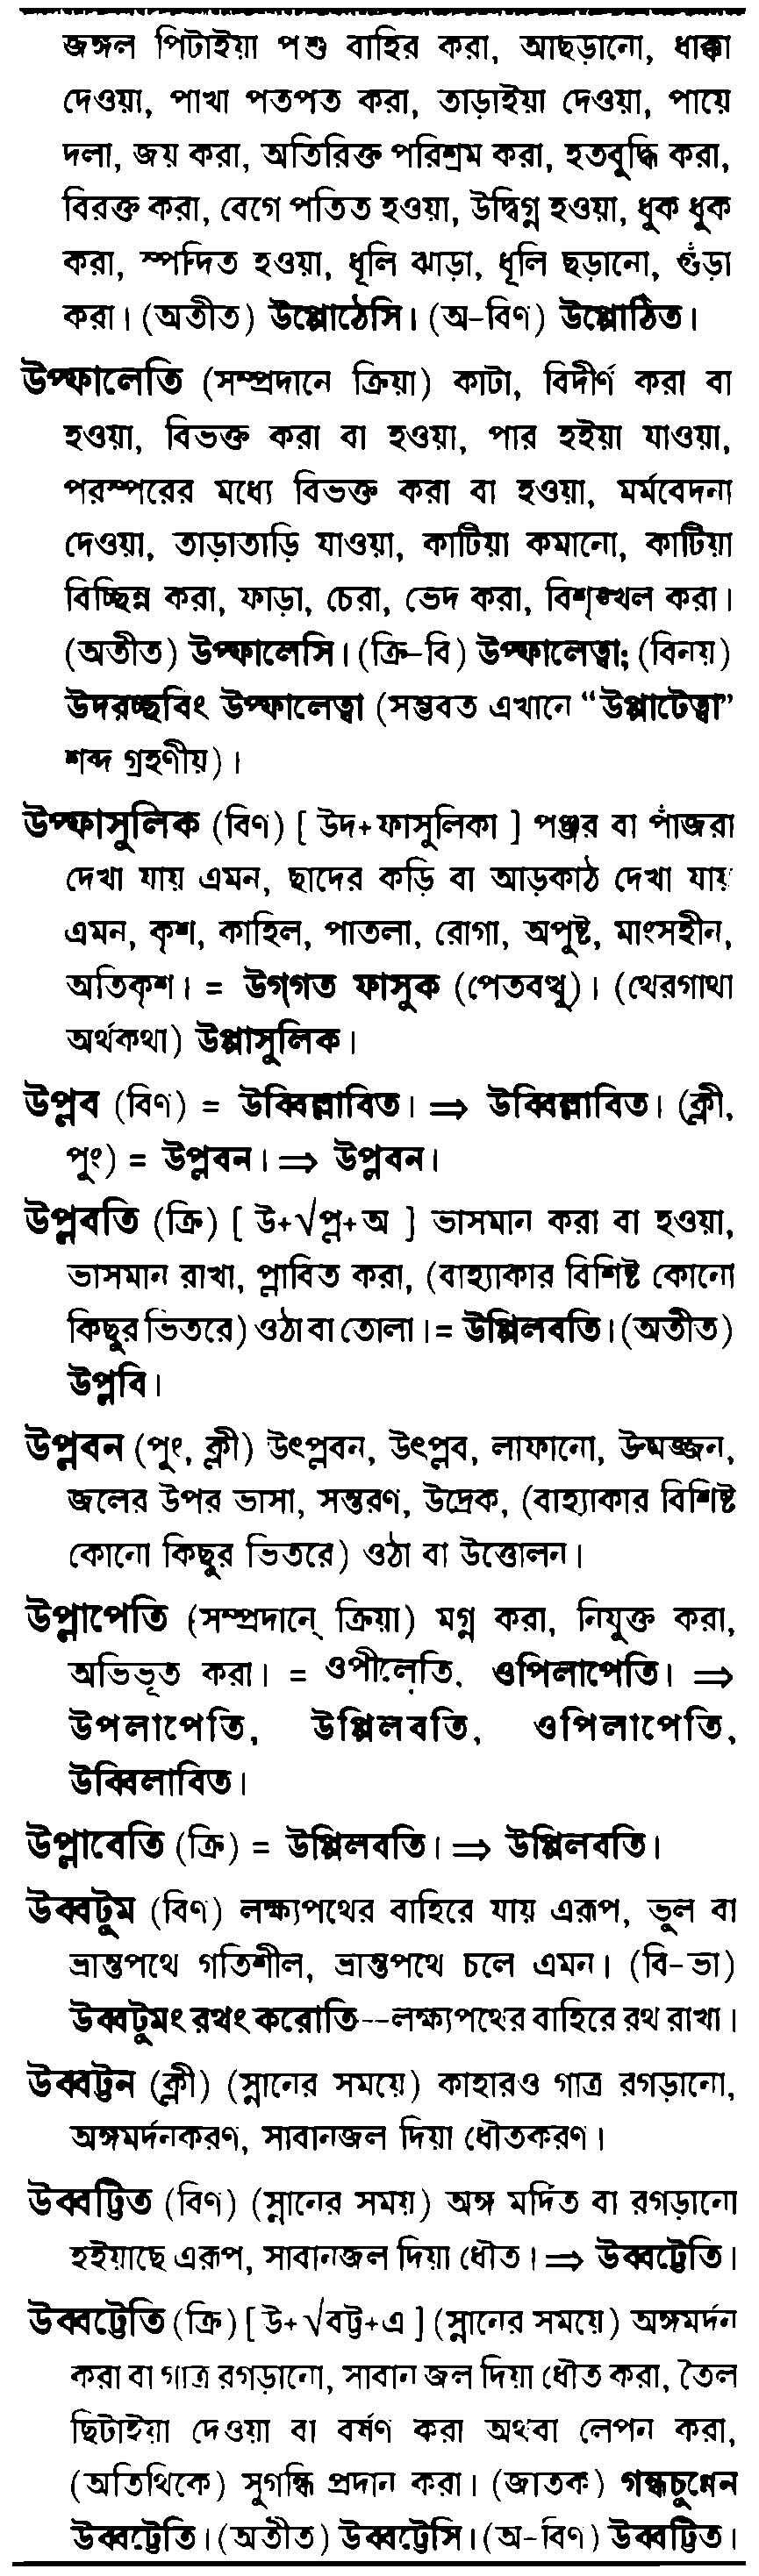 জঙ্গল পিটাইয়া পশু বাহির করা, আছড়ানো, ধাক্কা
দেওয়া, পাখা পতপত করা, তাড়াইয়া দেওয়া, পায়ে
দলা, জয় করা, অতিরিক্ত পরিশ্রম করা, হতবুদ্ধি করা,
বিরক্ত করা, বেগে পতিত হওয়া, উদ্বিগ্ন হওয়া, ধুক ধুক
করা, স্পন্দিত হওয়া, ধূলি ঝাড়া, ধূলি ছড়ানো, গুঁড়া
করা। (অতীত) উপ্পোঠেসি। (অ-বিণ) উপ্পোঠিত।
উপ্ফালেতি (সম্প্রদানে ক্রিয়া) কাটা, বিদীর্ণ করা বা
হওয়া, বিভক্ত করা বা হওয়া, পার হইয়া যাওয়া,
পরস্পরের মধ্যে বিভক্ত করা বা হওয়া, মর্মবেদনা
দেওয়া, তাড়াতাড়ি যাওয়া, কাটিয়া কমানো, কাটিয়া
বিচ্ছিন্ন করা, ফাড়া, চেরা, ভেদ করা, বিশৃঙ্খল করা।
(অতীত) উপ্ফালেসি। (ক্রি-বি) উপ্ফালেত্বা; (বিনয়)
উদরচ্ছবিং উপ্ফালেত্বা (সম্ভবত এখানে “উপ্পাটেত্বা”
শব্দ গ্রহণীয়)।
উপ্ফাসুলিক (বিণ) [ উদ+ফাসুলিকা ] পঞ্জর বা পাঁজরা
দেখা যায় এমন, ছাদের কড়ি বা আড়কাঠ দেখা যায়
এমন, কৃশ, কাহিল, পাতলা, রোগা, অপুষ্ট, মাংসহীন,
অতিকৃশ। = উগ্গত ফাসুক (পেতবত্থু)। (থেরগাথা
অর্থকথা) উপ্পাসুলিক।
উপ্লব (বিণ) = উব্বিল্লাবিত। ⇒ উব্বিল্লাবিত। (ক্লী,
পুং) = উপ্লবন। ⇒ উপ্লবন।
উপ্লবতি (ক্রি) [ উ+√প্লু+অ ] ভাসমান করা বা হওয়া,
ভাসমান রাখা, প্লাবিত করা, (বাহ্যাকার বিশিষ্ট কোনো
কিছুর ভিতরে) ওঠা বা তোলা। = উপ্পিলবতি। (অতীত)
উপ্লবি।
উপ্লবন (পুং, ক্লী) উৎপ্লবন, উৎপ্লব, লাফানো, উন্মজ্জন,
জলের উপর ভাসা, সন্তরণ, উদ্রেক, (বাহ্যাকার বিশিষ্ট
কোনো কিছুর ভিতরে) ওঠা বা উত্তোলন।
উপ্লাপেতি (সম্প্রদানে ক্রিয়া) মগ্ন করা, নিযুক্ত করা,
অভিভূত করা। = ওপীলেতি, ওপিলাপেতি। ⇒
উপলাপেতি, উপ্পিলবতি, ওপিলাপেতি,
উব্বিলাবিত।
উপ্লাবেতি (ক্রি) = উপ্পিলবতি। ⇒ উপ্পিলবতি।
উব্বটুম (বিণ) লক্ষ্যপথের বাহিরে যায় এরূপ, ভুল বা
ভ্রান্তপথে গতিশীল, ভ্রান্তপথে চলে এমন। (বি-ভা)
উব্বটুমং রথং করোতি--লক্ষ্যপথের বাহিরে রথ রাখা।
উব্বট্টন (ক্লী) (স্নানের সময়ে) কাহারও গাত্র রগড়ানো,
অঙ্গমর্দনকরণ, সাবানজল দিয়া ধৌতকরণ।
উব্বট্টিত (বিণ) (স্নানের সময়) অঙ্গ মর্দিত বা রগড়ানো
হইয়াছে এরূপ, সাবানজল দিয়া ধৌত। ⇒ উব্বট্টেতি।
উব্বট্টেতি (ক্রি) [ উ+√বট্ট+এ ] (স্নানের সময়ে) অঙ্গমর্দন
করা বা গাত্র রগড়ানো, সাবান জল দিয়া ধৌত করা, তৈল
ছিটাইয়া দেওয়া বা বর্ষণ করা অথবা লেপন করা,
(অতিথিকে) সুগন্ধি প্রদান করা। (জাতক) গন্ধচুণ্নেন
উব্বট্টেতি। (অতীত) উব্বট্টেসি। (অ-বিণ) উব্বট্টিত।